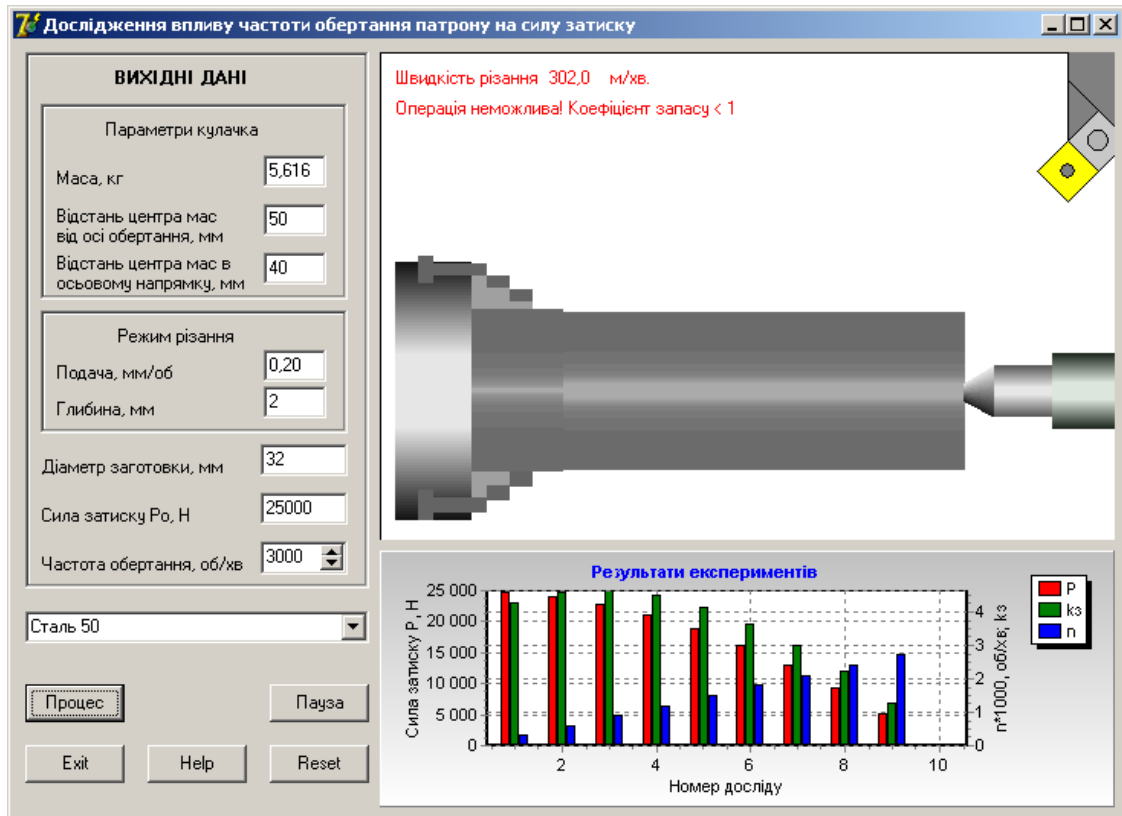 Дослідження впливу частоти обертання патрону на силу затиску
ВИХІДНІ ДАНІ
Параметри кулачка
Маса, кг 5,616
Відстань центра мас
від осі обертання, мм 50
Відстань центра мас в
осьовому напрямку, мм 40
Режим різання
Подача, мм/об 0,20
Глибина, мм 2
Діаметр заготовки, мм 32
Сила затиску Ро, Н 25000
Частота обертання, об/хв 3000
Сталь 50
Процес Пауза
Exit Help Reset
Швидкість різання 302,0 м/хв.
Операція неможлива! Коефіцієнт запасу < 1
Результати експериментів
Сила затиску Р, Н
25 000
20 000
15 000
10 000
5 000
0
2 4 6 8 10
Номер досліду
4
3
2
1
0
n*1000, об/хв; kз
P
kз
n